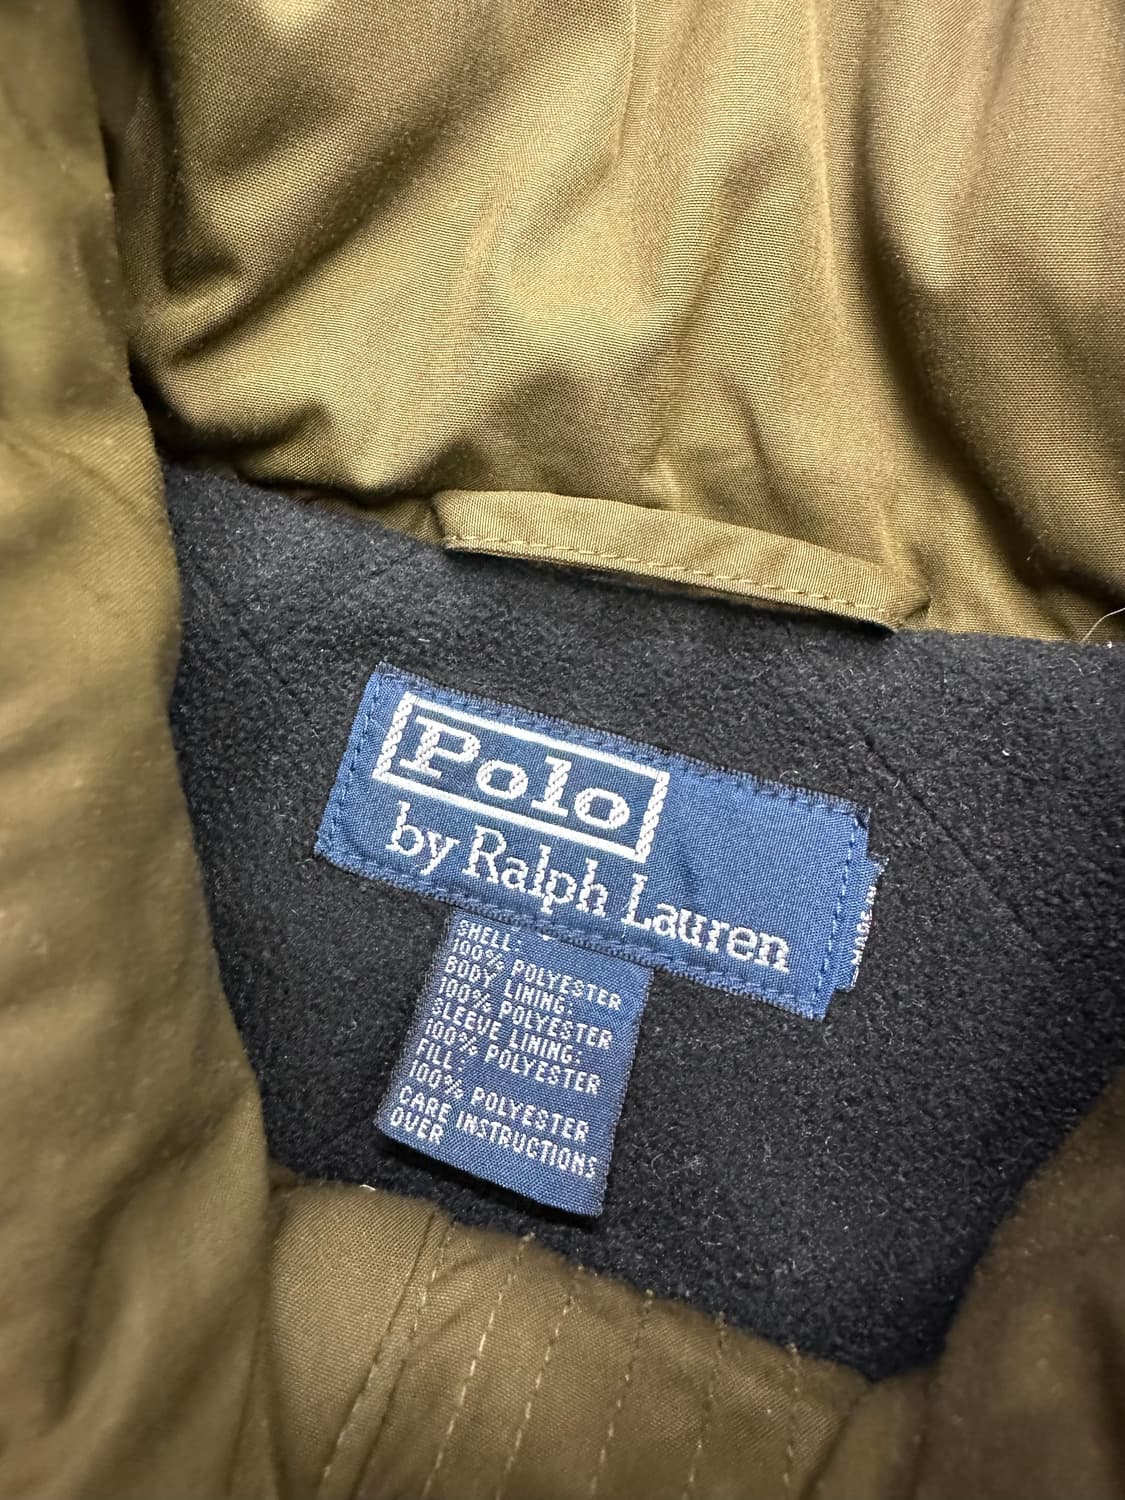 Polo
by Ralph Lauren
SHELL:
100% POLYESTER
BODY LINING:
100% POLYESTER
SLEEVE LINING:
100% POLYESTER
FILL:
100% POLYESTER
CARE INSTRUCTIONS
OVER